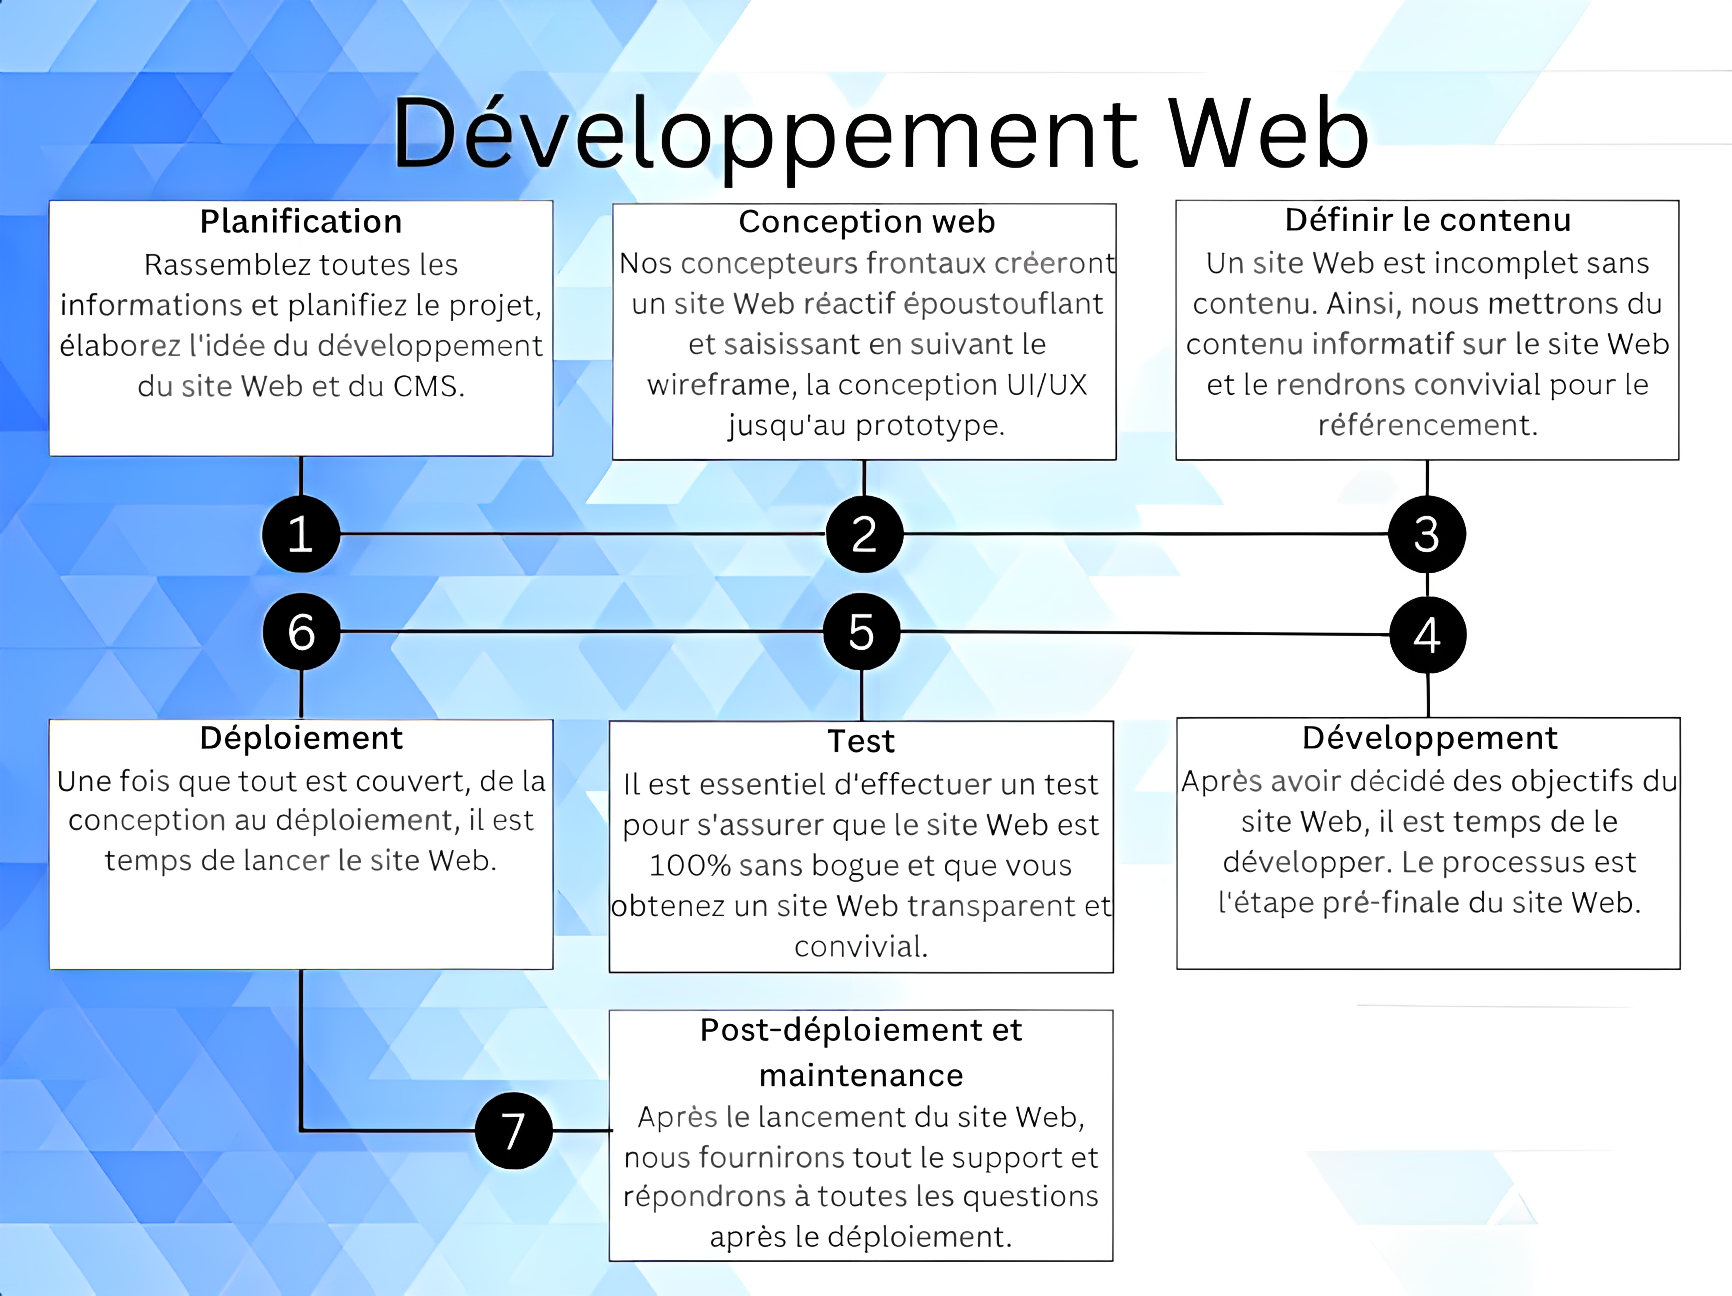 Développement Web
Planification
Rassemblez toutes les
informations et planifiez le projet,
élaborez l'idée du développement
du site Web et du CMS.
Conception web
Nos concepteurs frontaux créeront
un site Web réactif époustouflant
et saisissant en suivant le
wireframe, la conception UI/UX
jusqu'au prototype.
Définir le contenu
Un site Web est incomplet sans
contenu. Ainsi, nous mettrons du
contenu informatif sur le site Web
et le rendrons convivial pour le
référencement.
1
2
3
4
5
6
Développement
Après avoir décidé des objectifs du
site Web, il est temps de le
développer. Le processus est
l'étape pré-finale du site Web.
Test
Il est essentiel d'effectuer un test
pour s'assurer que le site Web est
100% sans bogue et que vous
obtenez un site Web transparent et
convivial.
Déploiement
Une fois que tout est couvert, de la
conception au déploiement, il est
temps de lancer le site Web.
7
Post-déploiement et
maintenance
Après le lancement du site Web,
nous fournirons tout le support et
répondrons à toutes les questions
après le déploiement.